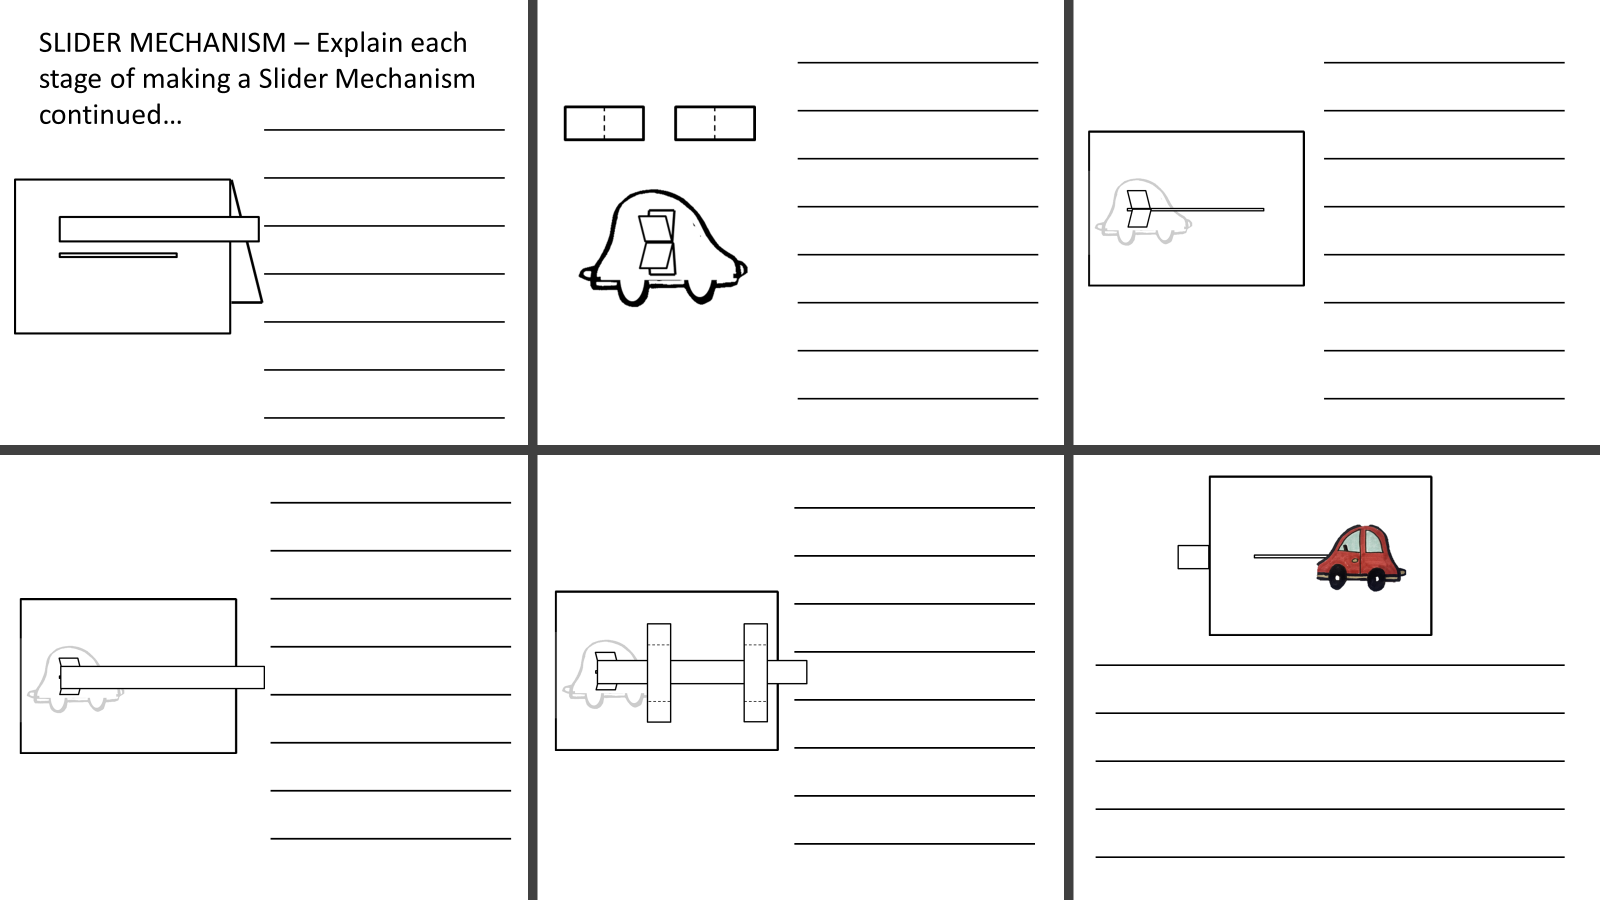 SLIDER MECHANISM – Explain each
stage of making a Slider Mechanism
continued…